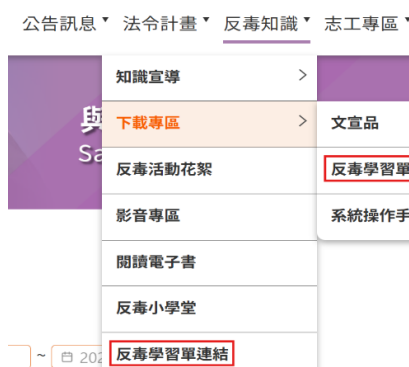 公告訊息 法令計畫 反毒知識 志工專區
知識宣導
與
下載專區
文宣品
Sa
反毒活動花絮
反毒學習單
影音專區
系統操作手
閱讀電子書
反毒小學堂
~ 202
反毒學習單連結